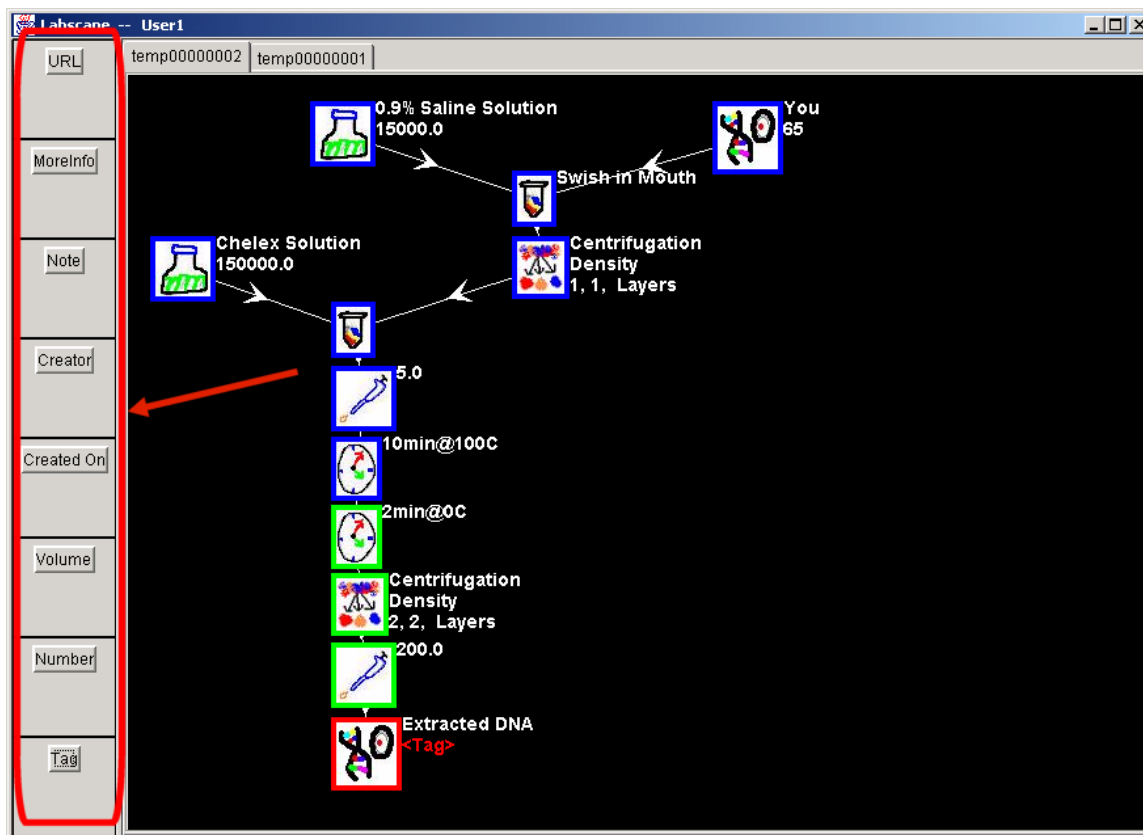 Labscape -- User1
URL
MoreInfo
Note
Creator
Created On
Volume
Number
Tag
temp00000002
temp00000001
0.9% Saline Solution
15000.0
You
65
Swish in Mouth
Chelex Solution
150000.0
Centrifugation
Density
1, 1, Layers
5.0
10min@100C
2min@0C
Centrifugation
Density
2, 2, Layers
200.0
Extracted DNA
<Tag>